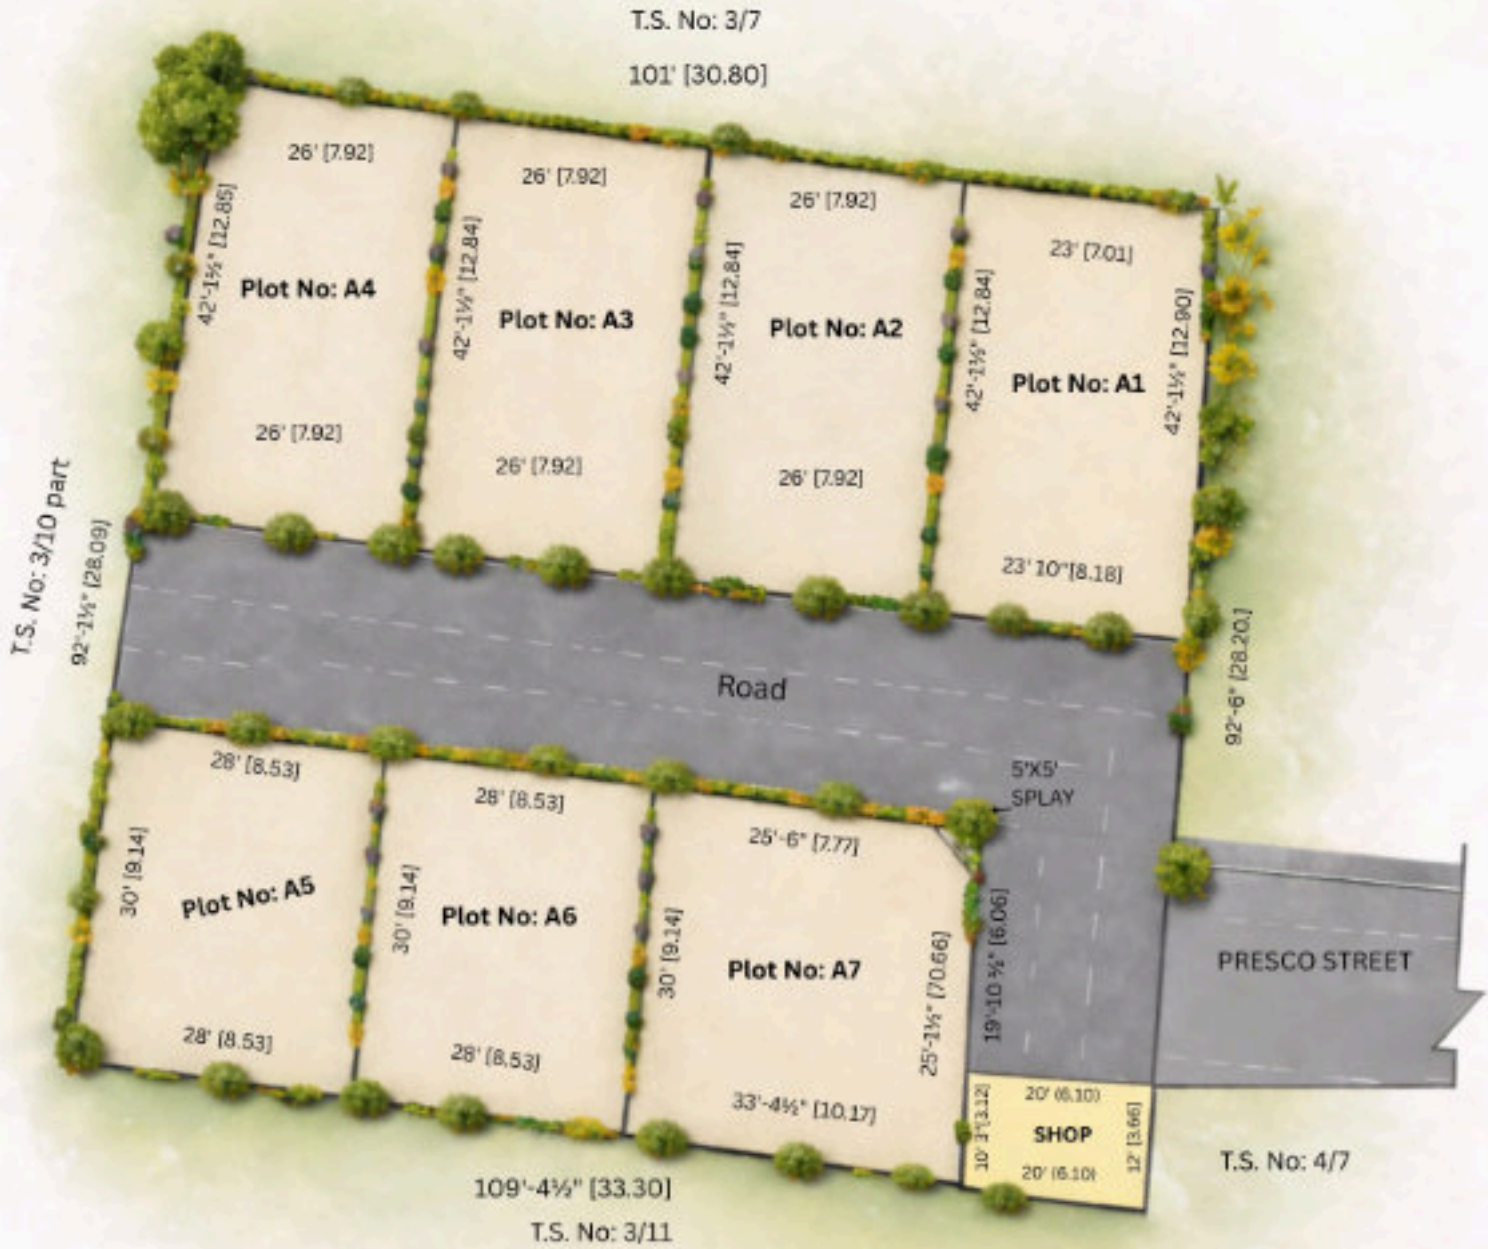 T.S. No: 3/7
101' [30.80]
26' [7.92]
26' [7.92]
26' [7.92]
23' [7.01]
42'-1½" [12.85]
Plot No: A4
42'-1½" [12.84]
Plot No: A3
42'-1½" [12.84]
Plot No: A2
42'-1½" [12.84]
Plot No: A1
42'-1½" [12.90]
26' [7.92]
26' [7.92]
26' [7.92]
23' 10"[8.18]
T.S. No: 3/10 part
92'-1½" [28.09]
Road
92'-6" [28.20.]
5'X5'
SPLAY
28' [8.53]
28' [8.53]
25'-6" [7.77]
30' [9.14]
Plot No: A5
30' [9.14]
Plot No: A6
30' [9.14]
Plot No: A7
25'-1½" [70.66]
19'-10 ½" [6.06]
PRESCO STREET
28' [8.53]
28' [8.53]
33'-4½" [10.17]
10' 3"[3.12]
20' (6.10)
SHOP
20' (6.10)
12' [3.66]
T.S. No: 4/7
109'-4½" [33.30]
T.S. No: 3/11